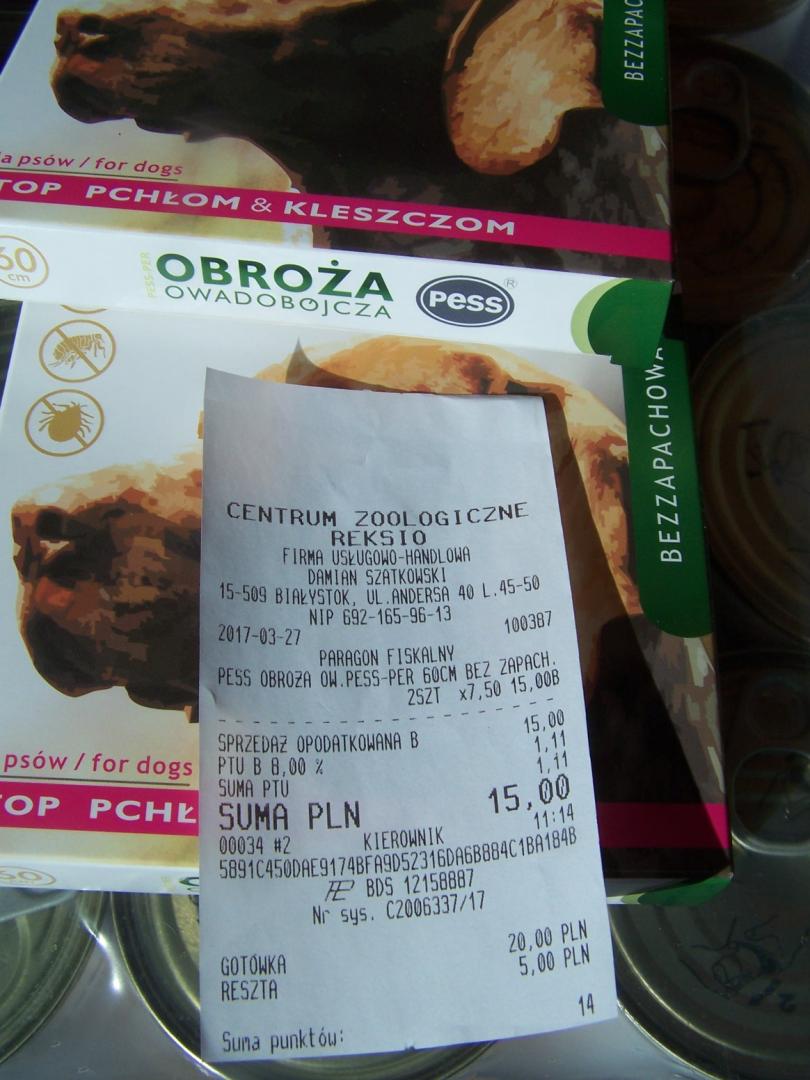 BEZZAPAC
la psów / for dogs
TOP PCHŁOM & KLESZCZOM
60
cm
PESS-PER
OBROŻA
OWADOBÓJCZA
Pess®
BEZZAPACHOWA
psów / for dogs
TOP PCHŁ
60
CENTRUM ZOOLOGICZNE
REKSIO
FIRMA USŁUGOWO-HANDLOWA
DAMIAN SZATKOWSKI
15-509 BIAŁYSTOK, UL.ANDERSA 40 L.45-50
NIP 692-165-96-13
2017-03-27 100387
PARAGON FISKALNY
PESS OBROŻA OW.PESS-PER 60CM BEZ ZAPACH.
2SZT x7,50 15,00B
SPRZEDAŻ OPODATKOWANA B 15,00
PTU B 8,00 % 1,11
SUMA PTU 1,11
SUMA PLN 15,00
00034 #2 KIEROWNIK 11:14
5891C450DAE9174BFA9D52316DA6B884C1BA184B
BDS 12158887
Nr sys. C2006337/17
GOTÓWKA 20,00 PLN
RESZTA 5,00 PLN
Suma punktów: 14